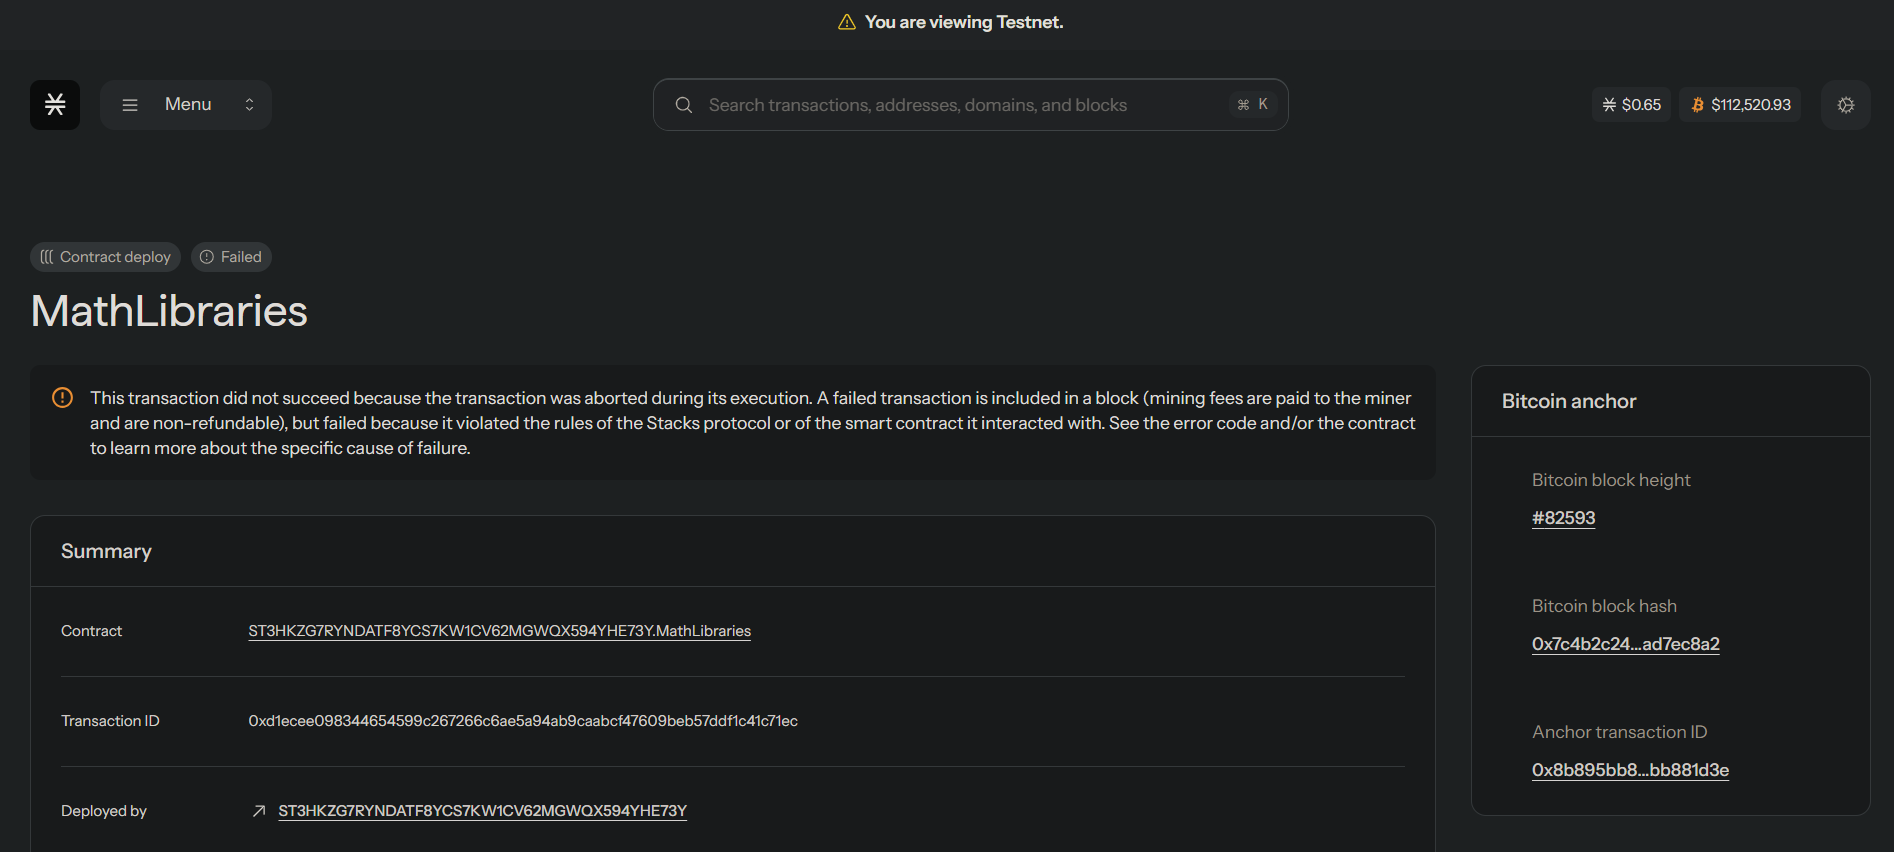 You are viewing Testnet.
Menu
Search transactions, addresses, domains, and blocks
⌘ K
$0.65
$112,520.93
Contract deploy
Failed
MathLibraries
This transaction did not succeed because the transaction was aborted during its execution. A failed transaction is included in a block (mining fees are paid to the miner
and are non-refundable), but failed because it violated the rules of the Stacks protocol or of the smart contract it interacted with. See the error code and/or the contract
to learn more about the specific cause of failure.
Summary
Contract
ST3HKZG7RYNDATF8YCS7KW1CV62MGWQX594YHE73Y.MathLibraries
Transaction ID
0xd1ecee098344654599c267266c6ae5a94ab9caabcf47609beb57ddf1c41c71ec
Deployed by
ST3HKZG7RYNDATF8YCS7KW1CV62MGWQX594YHE73Y
Bitcoin anchor
Bitcoin block height
#82593
Bitcoin block hash
0x7c4b2c24...ad7ec8a2
Anchor transaction ID
0x8b895bb8...bb881d3e